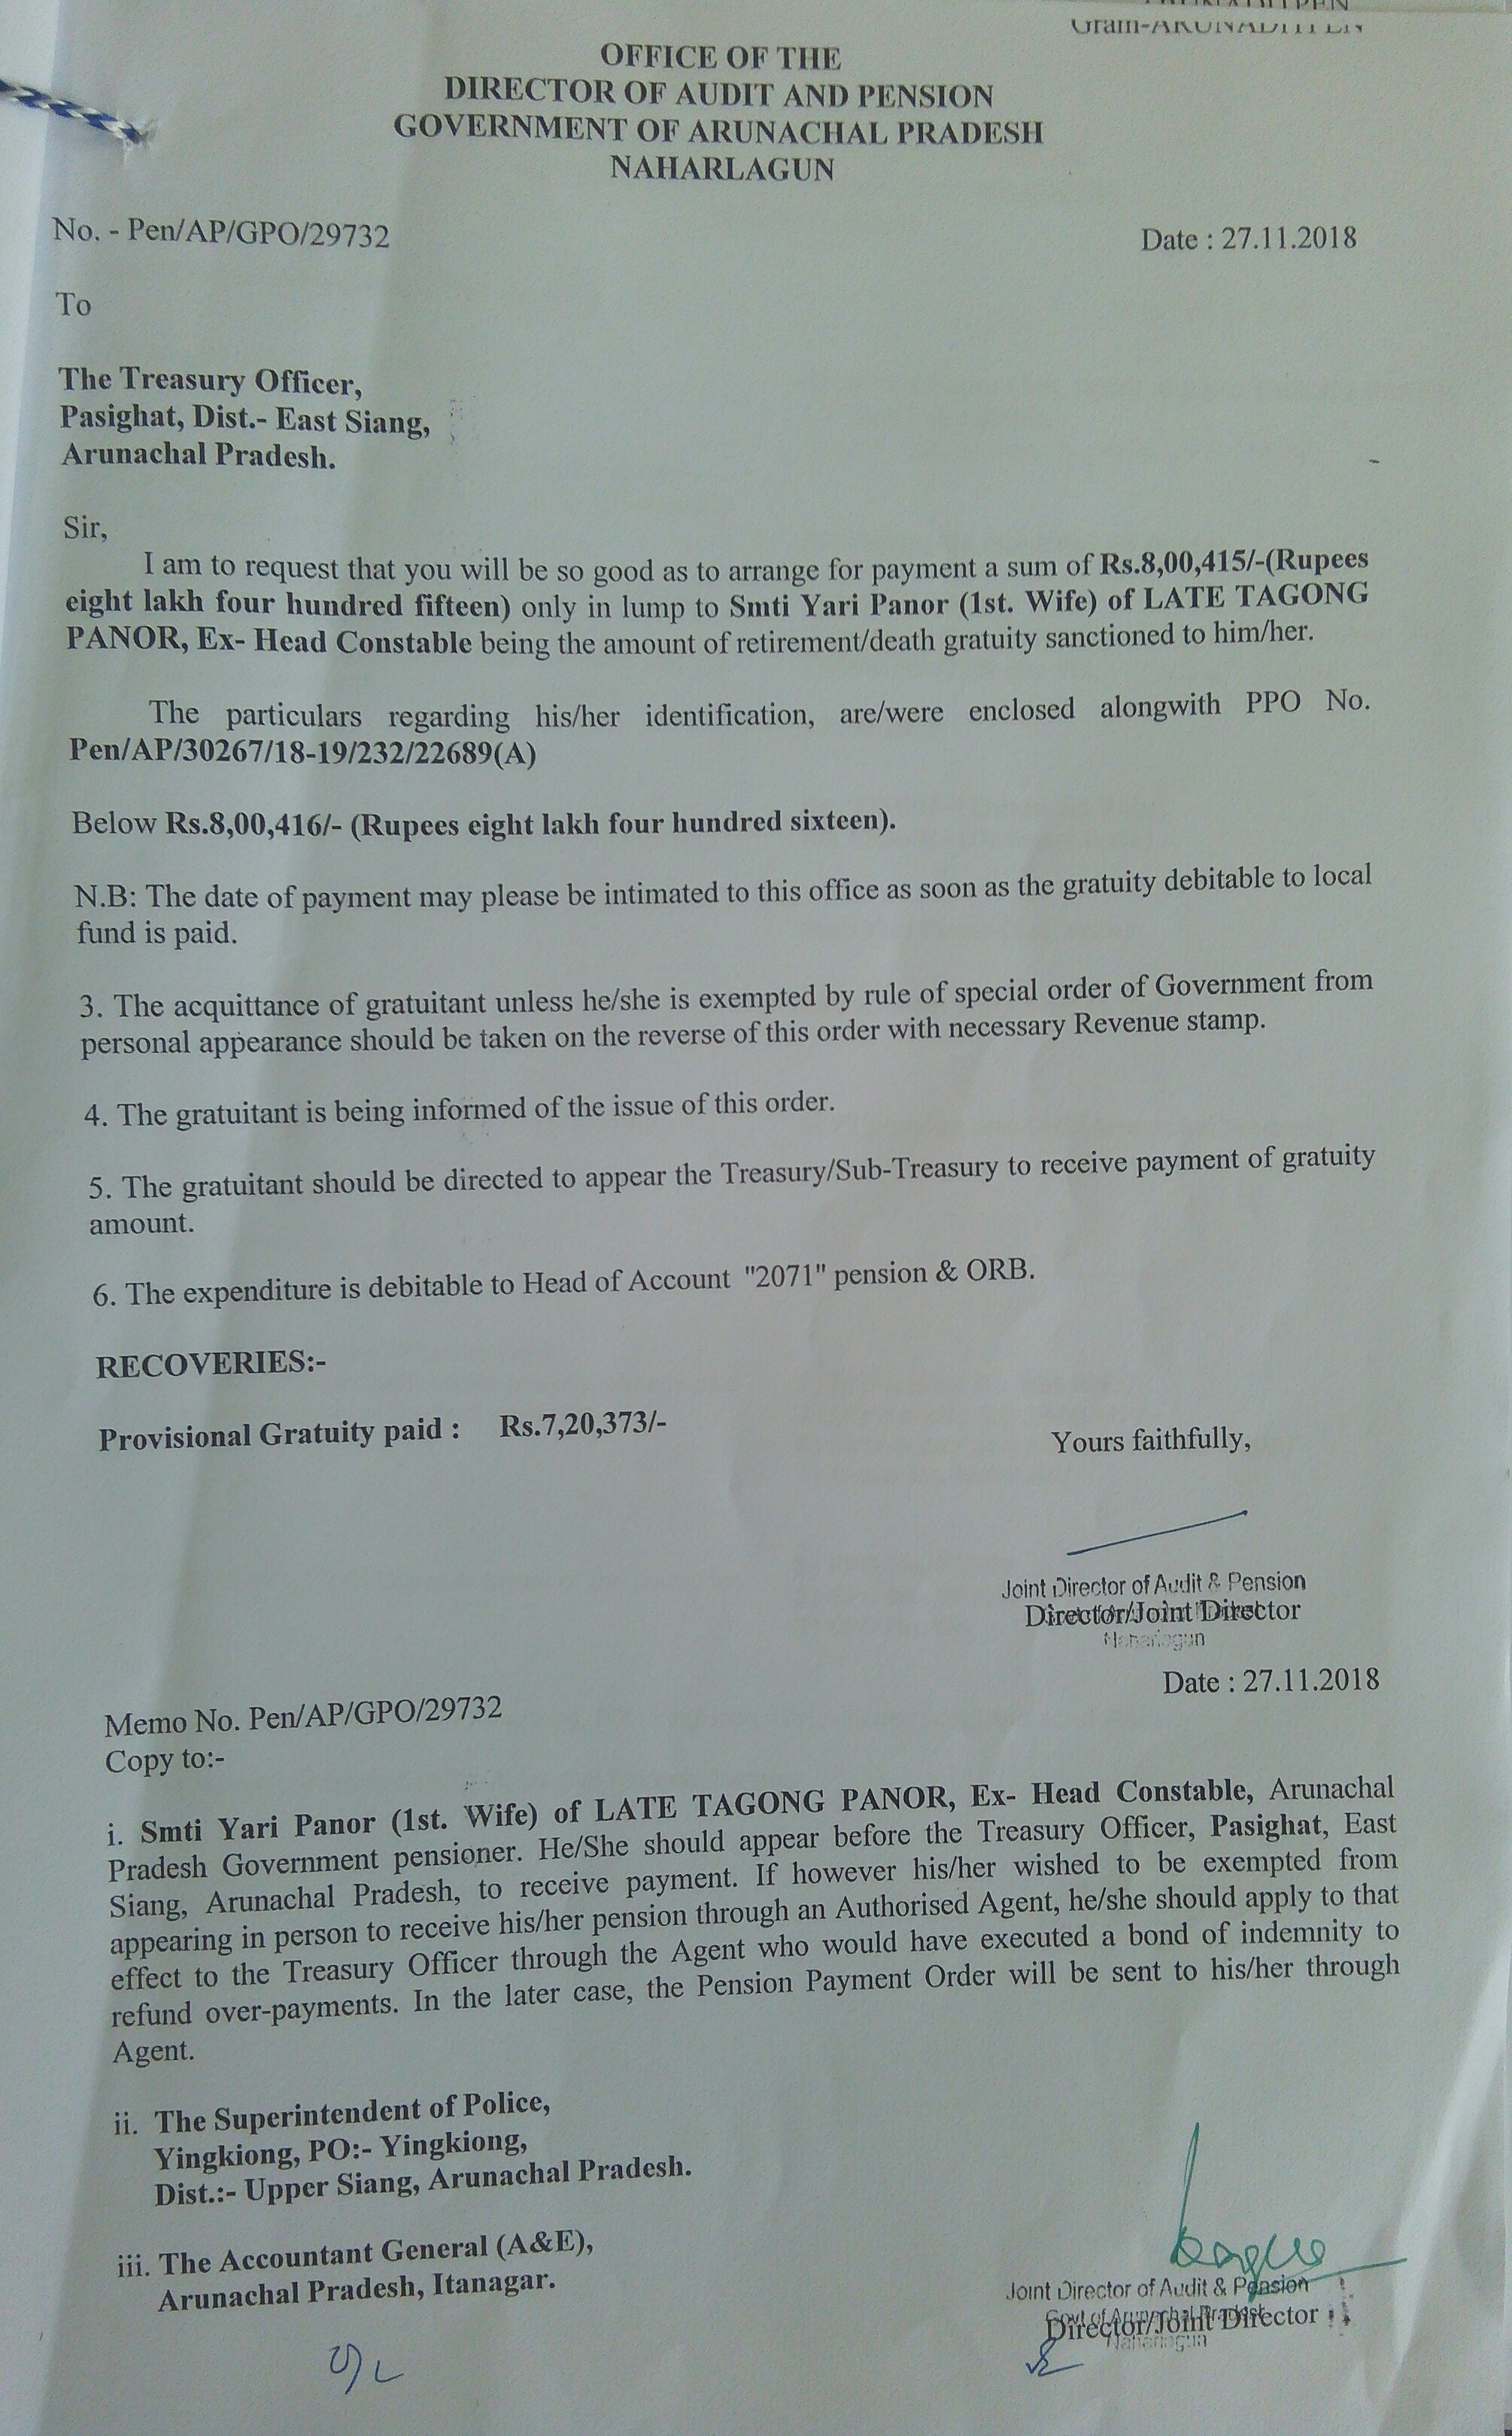 Gram-ARUNADITPEN
OFFICE OF THE
DIRECTOR OF AUDIT AND PENSION
GOVERNMENT OF ARUNACHAL PRADESH
NAHARLAGUN
No. - Pen/AP/GPO/29732 Date : 27.11.2018
To
The Treasury Officer,
Pasighat, Dist.- East Siang,
Arunachal Pradesh.
Sir,
I am to request that you will be so good as to arrange for payment a sum of Rs.8,00,415/-(Rupees
eight lakh four hundred fifteen) only in lump to Smti Yari Panor (1st. Wife) of LATE TAGONG
PANOR, Ex- Head Constable being the amount of retirement/death gratuity sanctioned to him/her.
The particulars regarding his/her identification, are/were enclosed alongwith PPO No.
Pen/AP/30267/18-19/232/22689(A)
Below Rs.8,00,416/- (Rupees eight lakh four hundred sixteen).
N.B: The date of payment may please be intimated to this office as soon as the gratuity debitable to local
fund is paid.
3. The acquittance of gratuitant unless he/she is exempted by rule of special order of Government from
personal appearance should be taken on the reverse of this order with necessary Revenue stamp.
4. The gratuitant is being informed of the issue of this order.
5. The gratuitant should be directed to appear the Treasury/Sub-Treasury to receive payment of gratuity
amount.
6. The expenditure is debitable to Head of Account "2071" pension & ORB.
RECOVERIES:-
Provisional Gratuity paid : Rs.7,20,373/-
Yours faithfully,
Joint Director of Audit & Pension
Director/Joint Director
Naharlagun
Date : 27.11.2018
Memo No. Pen/AP/GPO/29732
Copy to:-
i. Smti Yari Panor (1st. Wife) of LATE TAGONG PANOR, Ex- Head Constable, Arunachal
Pradesh Government pensioner. He/She should appear before the Treasury Officer, Pasighat, East
Siang, Arunachal Pradesh, to receive payment. If however his/her wished to be exempted from
appearing in person to receive his/her pension through an Authorised Agent, he/she should apply to that
effect to the Treasury Officer through the Agent who would have executed a bond of indemnity to
refund over-payments. In the later case, the Pension Payment Order will be sent to his/her through
Agent.
ii. The Superintendent of Police,
Yingkiong, PO:- Yingkiong,
Dist.:- Upper Siang, Arunachal Pradesh.
iii. The Accountant General (A&E),
Arunachal Pradesh, Itanagar.
Joint Director of Audit & Pension
Govt of Arunachal Pradesh
Director/Joint Director
Naharlagun